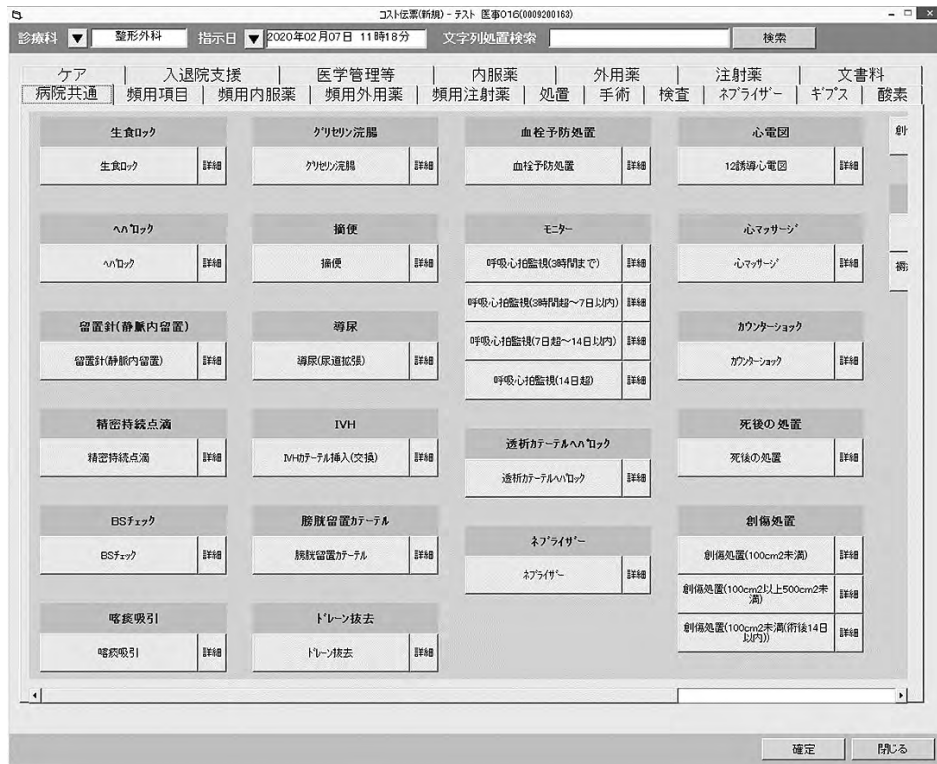 コスト伝票(新規) - テスト 医事016(0009200163)
診療科 ▼ 整形外科 指示日 ▼ 2020年02月07日 11時18分 文字列処置検索 検索
ケア 入退院支援 医学管理等 内服薬 外用薬 注射薬 文書料
病院共通 頻用項目 頻用内服薬 頻用外用薬 頻用注射薬 処置 手術 検査 ネブライザー ギプス 酸素
生食ロック グリセリン浣腸 血栓予防処置 心電図
生食ロック 詳細 グリセリン浣腸 詳細 血栓予防処置 詳細 12誘導心電図 詳細
ヘパロック 摘便 モニター 心マッサージ
ヘパロック 詳細 摘便 詳細 呼吸心拍監視(3時間まで) 詳細 心マッサージ 詳細
呼吸心拍監視(3時間超~7日以内) 詳細
留置針(静脈内留置) 導尿 カウンターショック
留置針(静脈内留置) 詳細 導尿(尿道拡張) 詳細 呼吸心拍監視(7日超~14日以内) 詳細 カウンターショック 詳細
呼吸心拍監視(14日超) 詳細
精密持続点滴 IVH 死後の処置
透析カテーテルヘパロック
精密持続点滴 詳細 IVHカテーテル挿入(交換) 詳細 透析カテーテルヘパロック 詳細 死後の処置 詳細
BSチェック 膀胱留置カテーテル 創傷処置
ネブライザー
BSチェック 詳細 膀胱留置カテーテル 詳細 ネブライザー 詳細 創傷処置(100cm2未満) 詳細
創傷処置(100cm2以上500cm2未満) 詳細
喀痰吸引 ドレーン抜去
喀痰吸引 詳細 ドレーン抜去 詳細 創傷処置(100cm2未満(術後14日以内)) 詳細
確定 閉じる